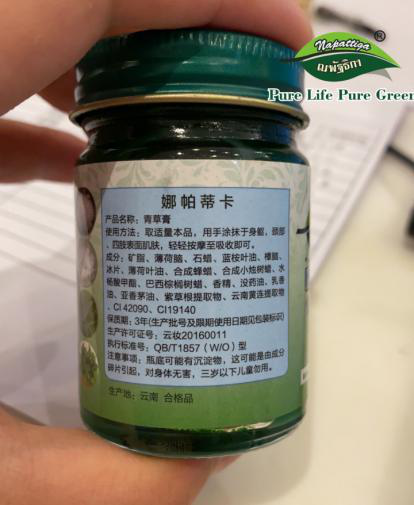 Napattiga ®
ณพัฐธิกา
Pure Life Pure Green
娜帕蒂卡
产品名称：青草膏
使用方法：取适量本品，用手涂抹于身躯、颈部
、四肢表面肌肤，轻轻按摩至吸收即可。
成分：矿脂、薄荷脑、石蜡、蓝桉叶油、樟脑、
冰片、薄荷叶油、合成蜂蜡、合成小烛树蜡、水
杨酸甲酯、巴西棕榈树蜡、香精、没药油、乳香
油、亚香茅油、紫草根提取物、云南黄连提取物
、CI 42090、CI19140
保质期：3年(生产批号及限期使用日期见包装标识)
生产许可证号：云妆20160011
执行标准号：QB/T1857（W/O）型
注意事项：瓶底可能有沉淀物，这可能是由成分
碎片引起，对身体无害，三岁以下儿童勿用。
生产地：云南 合格品